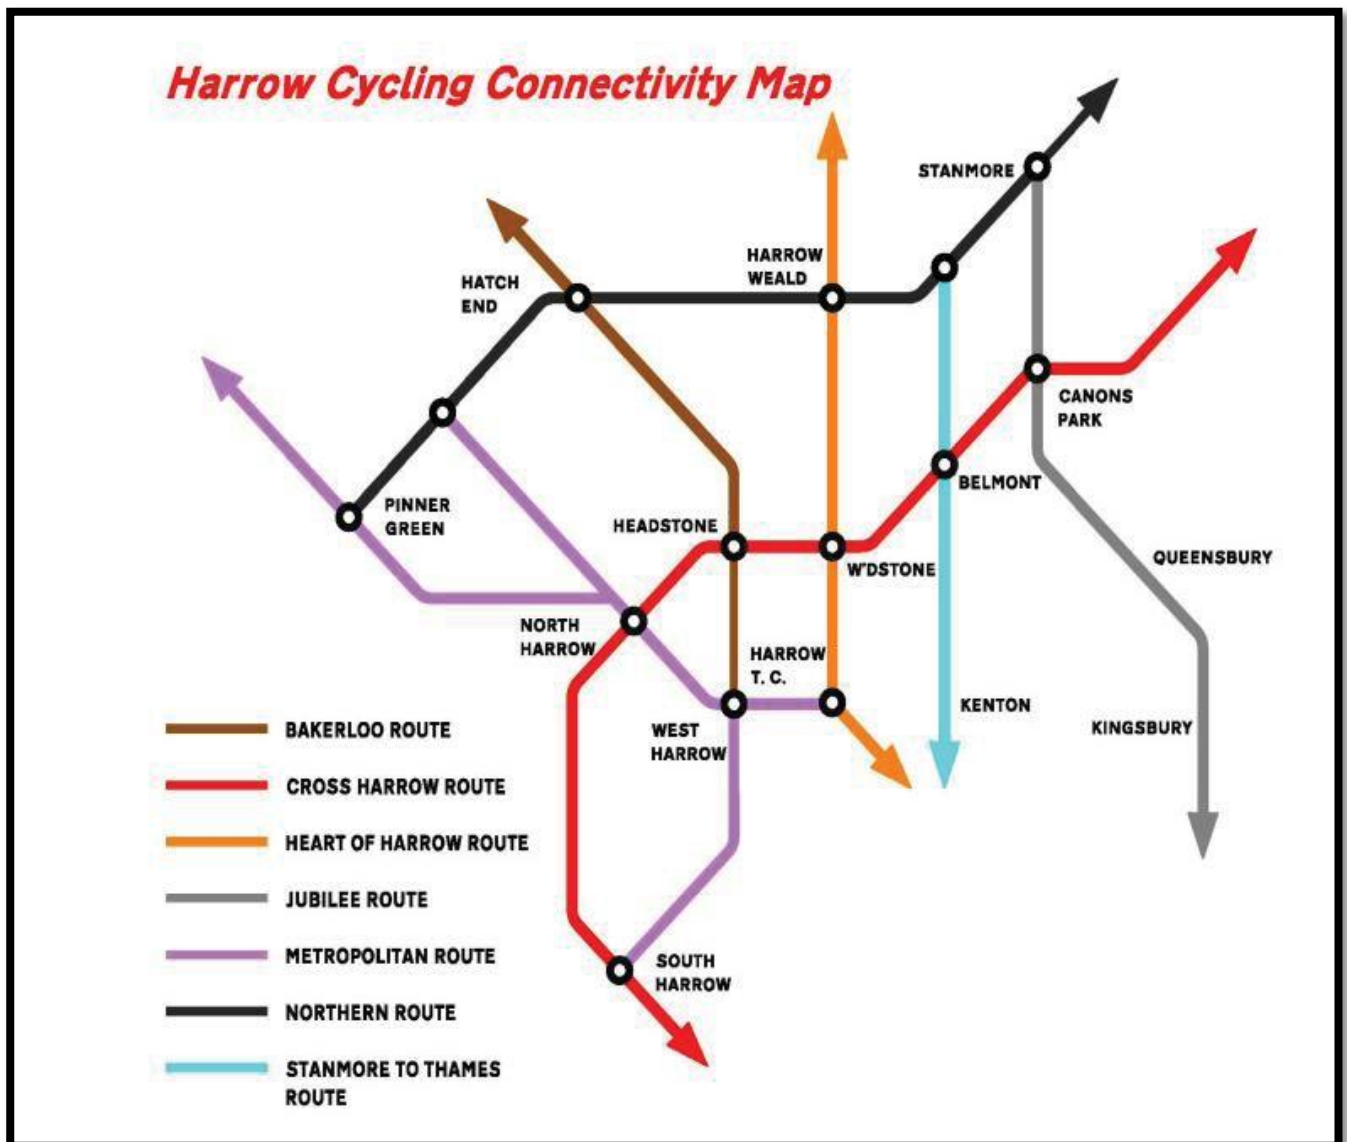 Harrow Cycling Connectivity Map
STANMORE
HARROW
WEALD
HATCH
END
CANONS
PARK
BELMONT
PINNER
GREEN
HEADSTONE
W'DSTONE
QUEENSBURY
NORTH
HARROW
HARROW
T. C.
KENTON
WEST
HARROW
KINGSBURY
SOUTH
HARROW
BAKERLOO ROUTE
CROSS HARROW ROUTE
HEART OF HARROW ROUTE
JUBILEE ROUTE
METROPOLITAN ROUTE
NORTHERN ROUTE
STANMORE TO THAMES
ROUTE